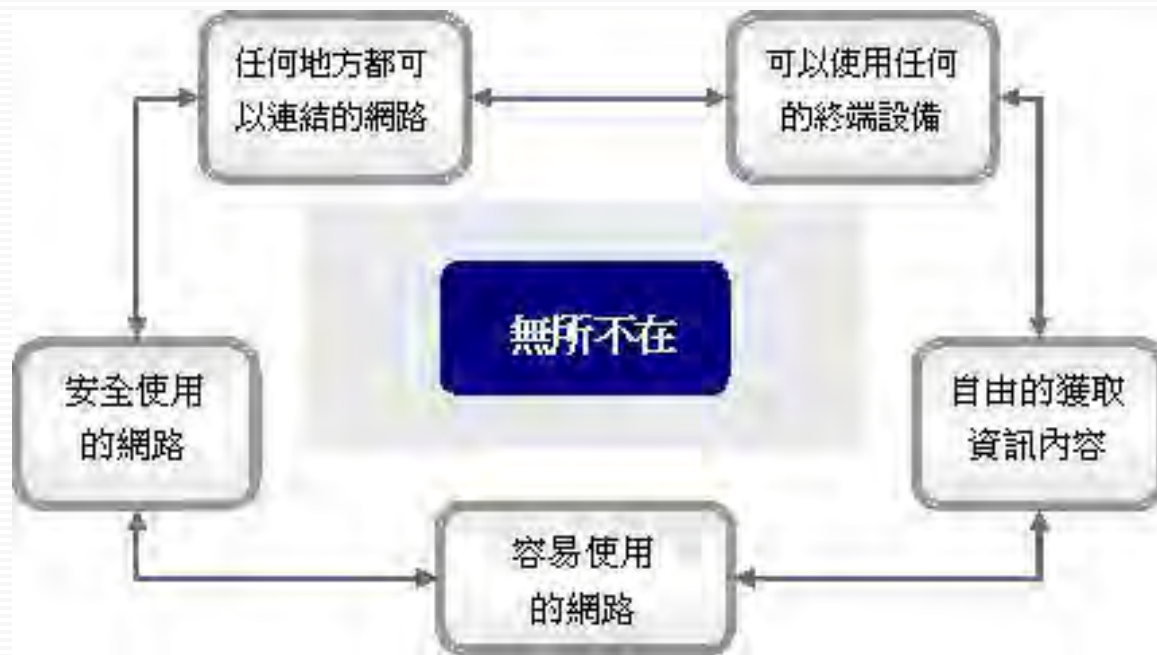 任何地方都可
以連結的網路
可以使用任何
的終端設備
無所不在
安全使用
的網路
自由的獲取
資訊內容
容易使用
的網路